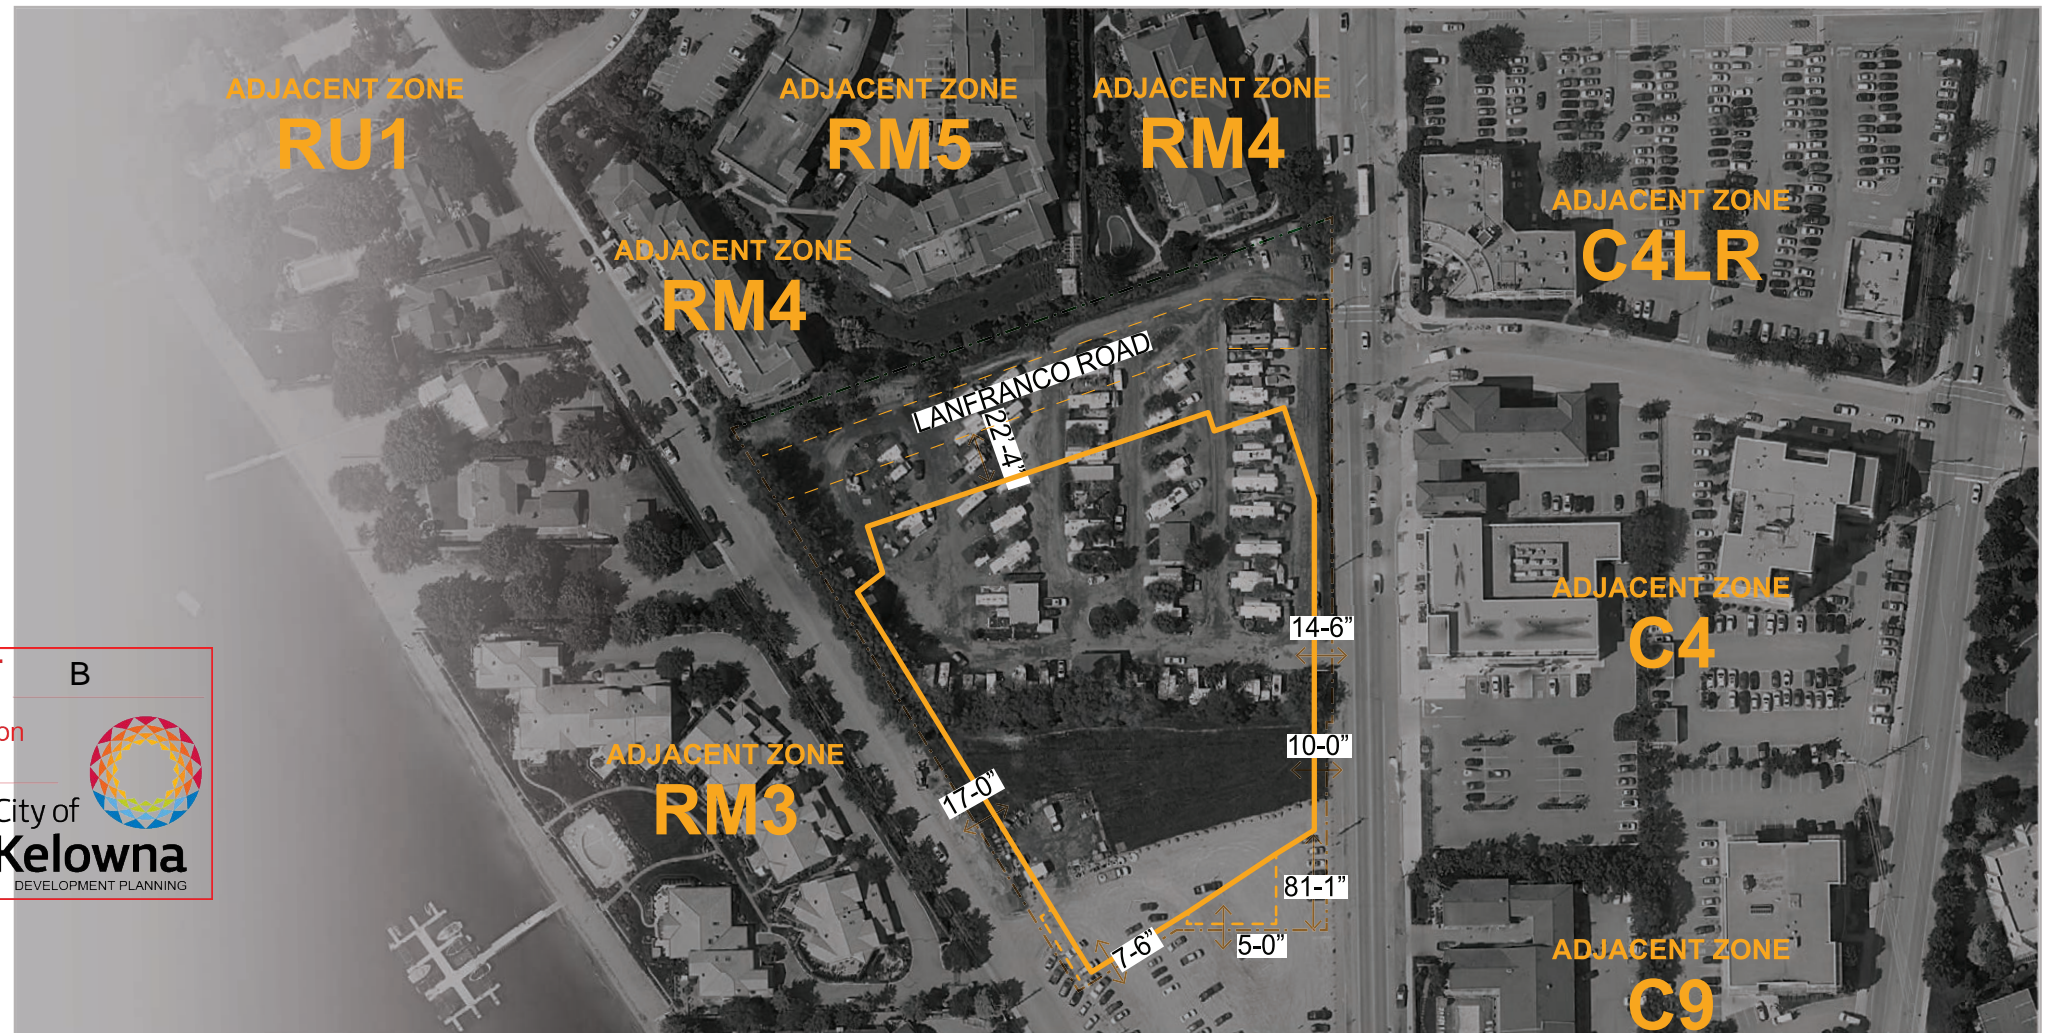 ADJACENT ZONE
RU1
ADJACENT ZONE
RM5
ADJACENT ZONE
RM4
ADJACENT ZONE
C4LR
ADJACENT ZONE
RM4
LANFRANCO ROAD
22'-4"
14-6"
ADJACENT ZONE
C4
10-0"
17-0"
ADJACENT ZONE
RM3
81-1"
7-6"
5-0"
ADJACENT ZONE
C9
B
on
City of
Kelowna
DEVELOPMENT PLANNING